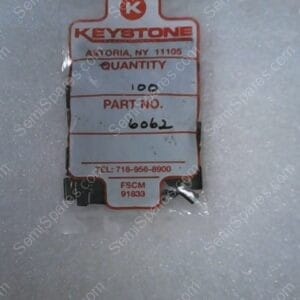 K
KEYSTONE
ASTORIA, NY 11105
QUANTITY
100
PART NO.
6062
TEL: 718-956-8900
FSCM
91833